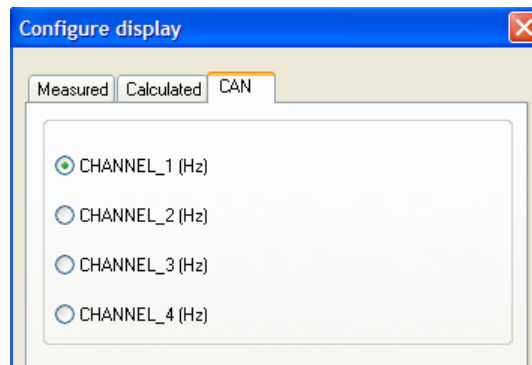 Configure display
Measured Calculated CAN
CHANNEL_1 (Hz)
CHANNEL_2 (Hz)
CHANNEL_3 (Hz)
CHANNEL_4 (Hz)